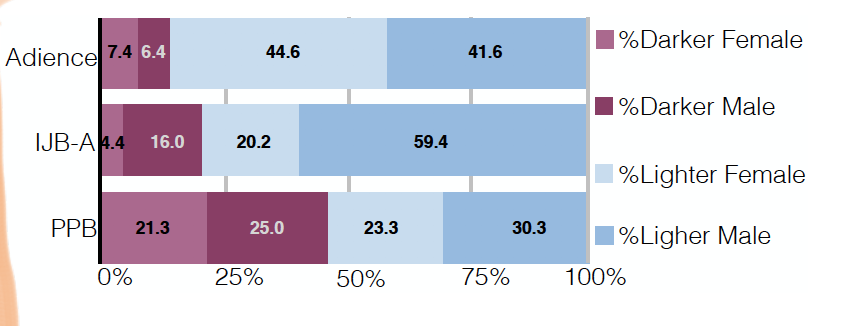 Adience 7.4 6.4 44.6 41.6
IJB-A 4.4 16.0 20.2 59.4
PPB 21.3 25.0 23.3 30.3
0% 25% 50% 75% 100%
%Darker Female
%Darker Male
%Lighter Female
%Ligher Male